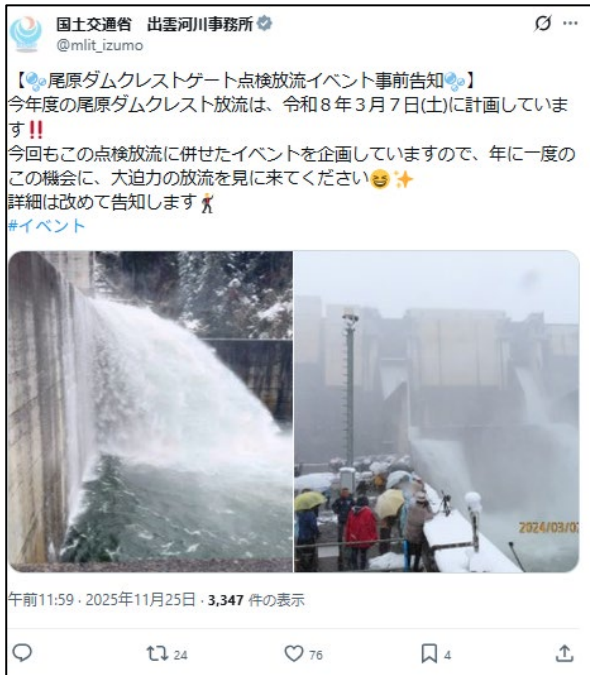 国土交通省　出雲河川事務所
@mlit_izumo
【🫧尾原ダムクレストゲート点検放流イベント事前告知🫧】
今年度の尾原ダムクレスト放流は、令和８年３月７日(土)に計画していま
す‼️
今回もこの点検放流に併せたイベントを企画していますので、年に一度の
この機会に、大迫力の放流を見に来てください😆✨
詳細は改めて告知します🕺
#イベント
午前11:59 · 2025年11月25日 · 3,347 件の表示
24
76
4